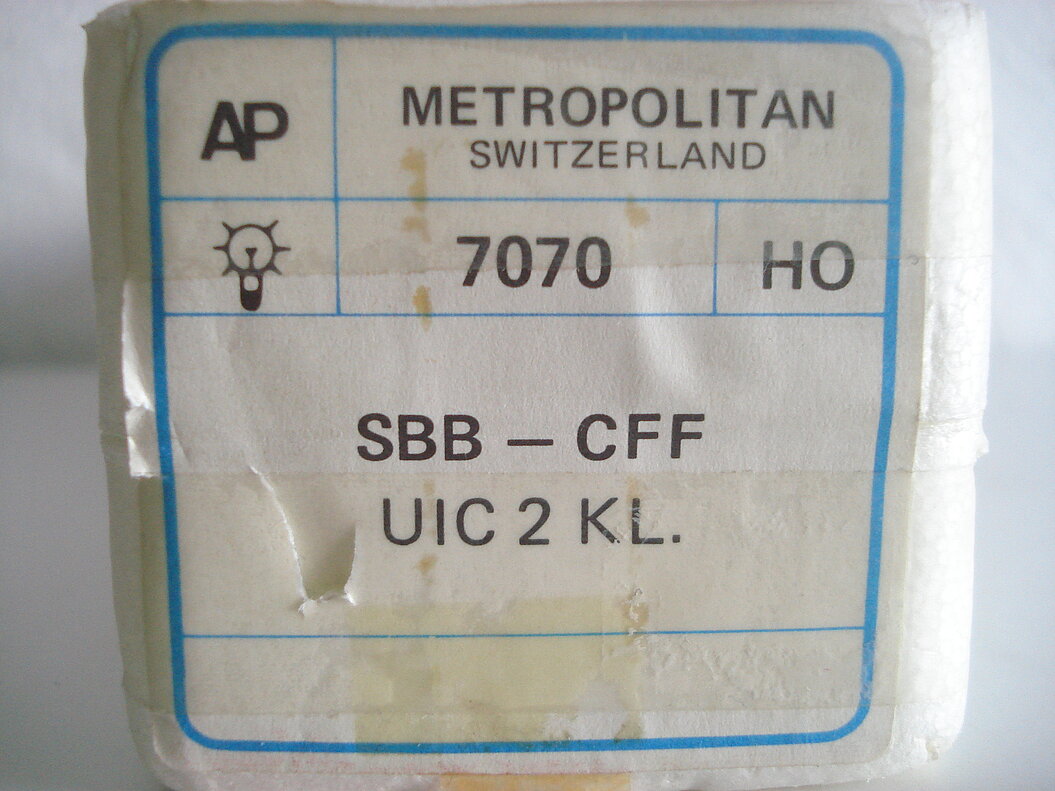 AP
METROPOLITAN
SWITZERLAND
7070
HO
SBB – CFF
UIC 2 KL.